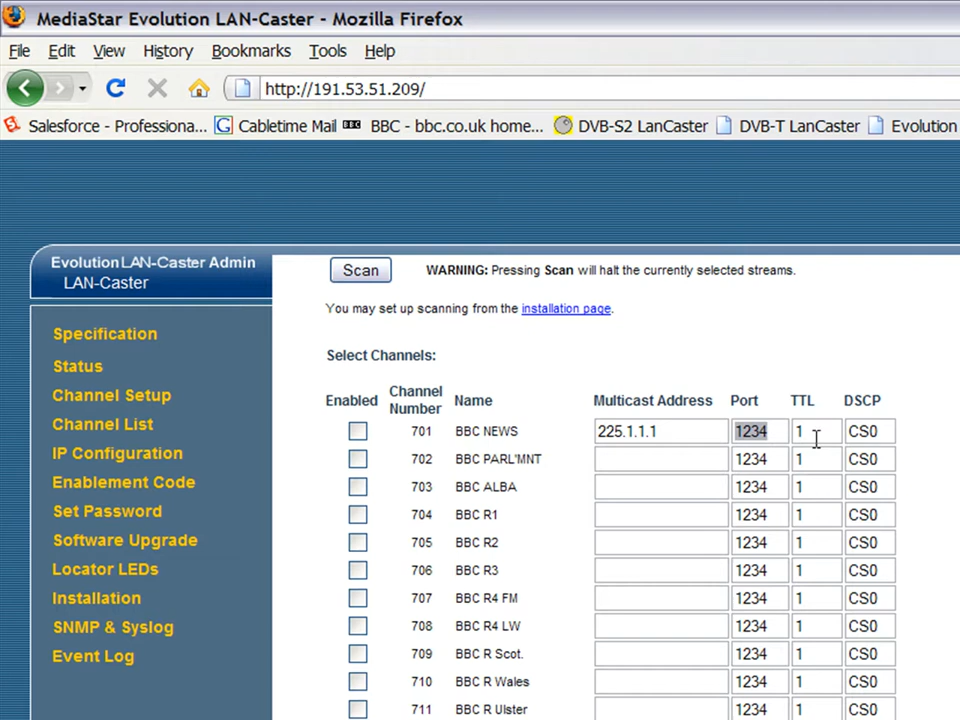 MediaStar Evolution LAN-Caster - Mozilla Firefox
File Edit View History Bookmarks Tools Help
http://191.53.51.209/
Salesforce - Professiona... Cabletime Mail BBC BBC - bbc.co.uk home... DVB-S2 LanCaster DVB-T LanCaster Evolution
Evolution LAN-Caster Admin
LAN-Caster
Specification
Status
Channel Setup
Channel List
IP Configuration
Enablement Code
Set Password
Software Upgrade
Locator LEDs
Installation
SNMP & Syslog
Event Log
Scan WARNING: Pressing Scan will halt the currently selected streams.
You may set up scanning from the installation page.
Select Channels:
Enabled Channel Number Name Multicast Address Port TTL DSCP
701 BBC NEWS 225.1.1.1 1234 1 CS0
702 BBC PARL'MNT 1234 1 CS0
703 BBC ALBA 1234 1 CS0
704 BBC R1 1234 1 CS0
705 BBC R2 1234 1 CS0
706 BBC R3 1234 1 CS0
707 BBC R4 FM 1234 1 CS0
708 BBC R4 LW 1234 1 CS0
709 BBC R Scot. 1234 1 CS0
710 BBC R Wales 1234 1 CS0
711 BBC R Ulster 1234 1 CS0